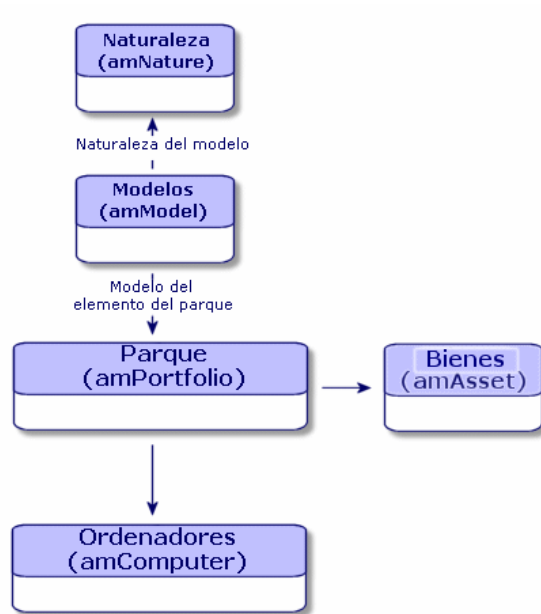 Naturaleza
(amNature)
Naturaleza del modelo
Modelos
(amModel)
Modelo del
elemento del parque
Parque
(amPortfolio)
Bienes
(amAsset)
Ordenadores
(amComputer)